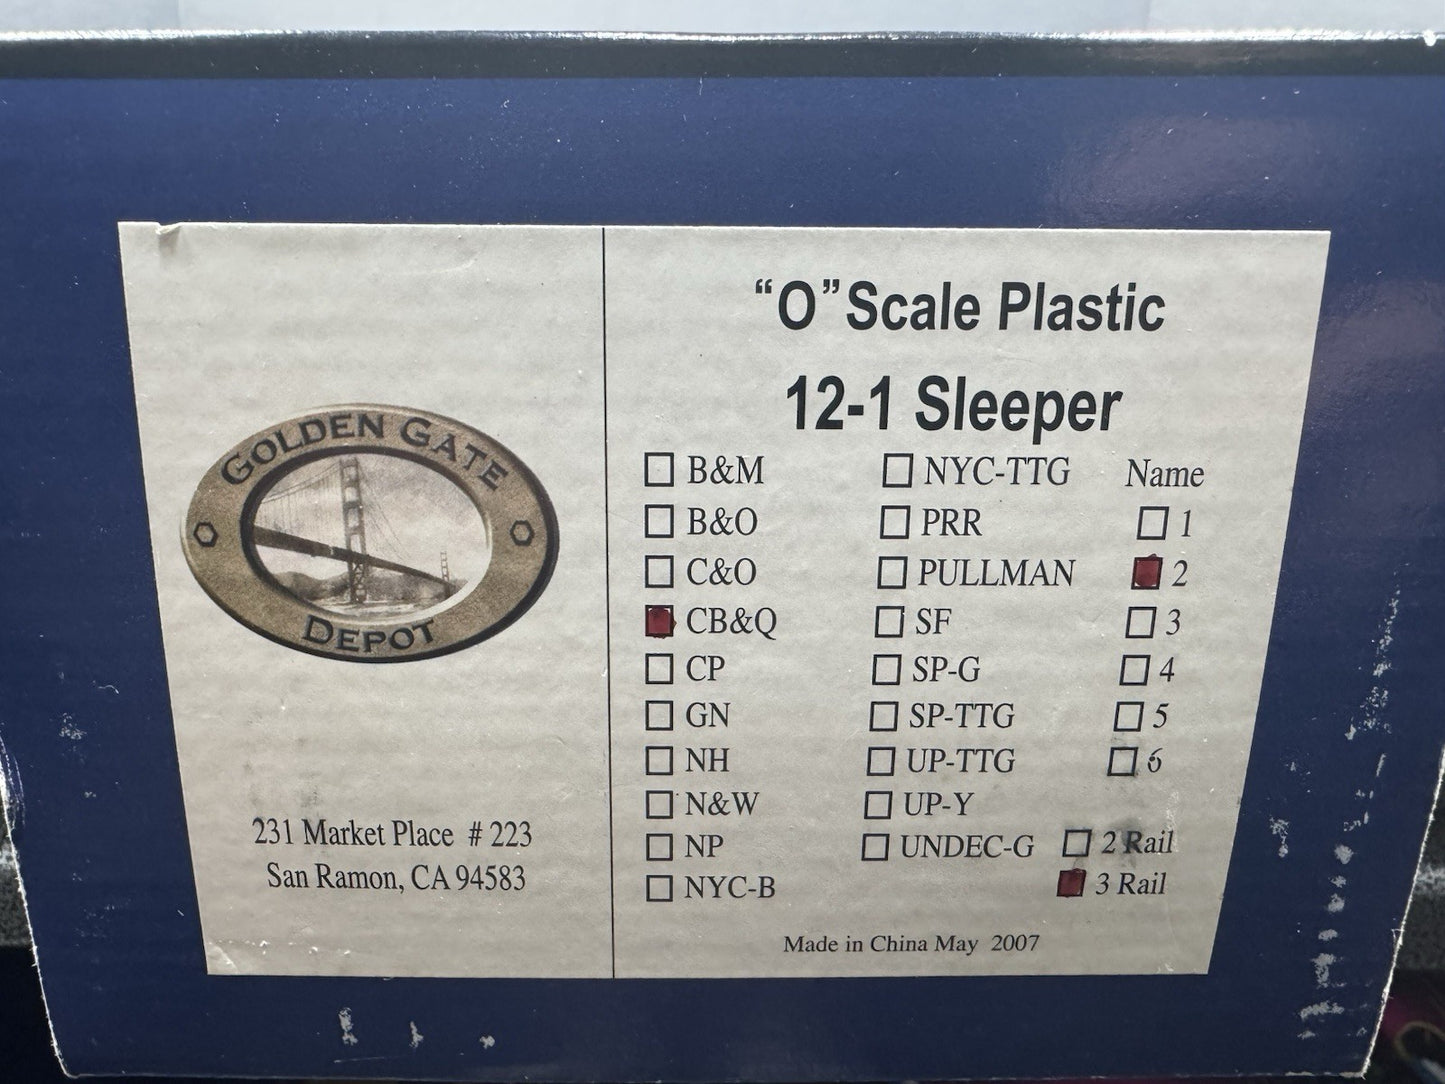 GOLDEN GATE
DEPOT
231 Market Place # 223
San Ramon, CA 94583
“O” Scale Plastic
12-1 Sleeper
B&M
B&O
C&O
CB&Q
CP
GN
NH
N&W
NP
NYC-B
NYC-TTG
PRR
PULLMAN
SF
SP-G
SP-TTG
UP-TTG
UP-Y
UNDEC-G
Name
1
2
3
4
5
6
2 Rail
3 Rail
Made in China May 2007